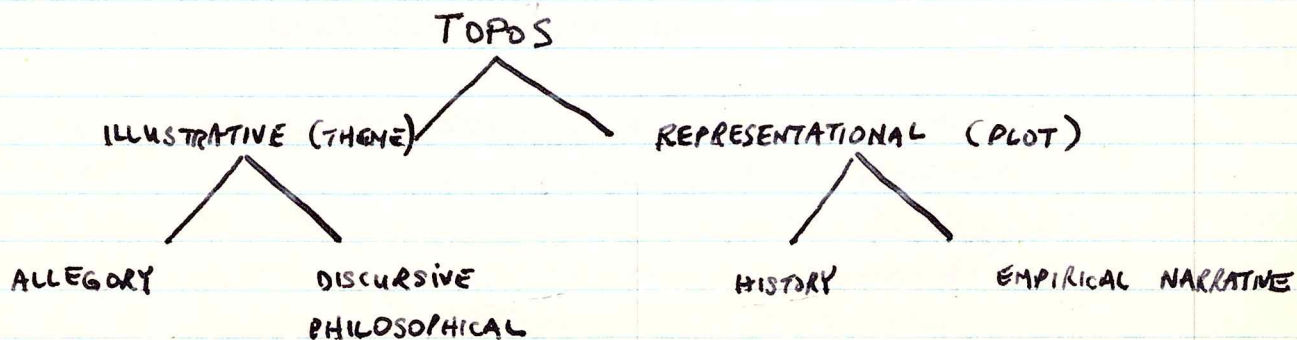 TOPOS
ILLUSTRATIVE (THEME) REPRESENTATIONAL (PLOT)
ALLEGORY DISCURSIVE HISTORY EMPIRICAL NARRATIVE
PHILOSOPHICAL